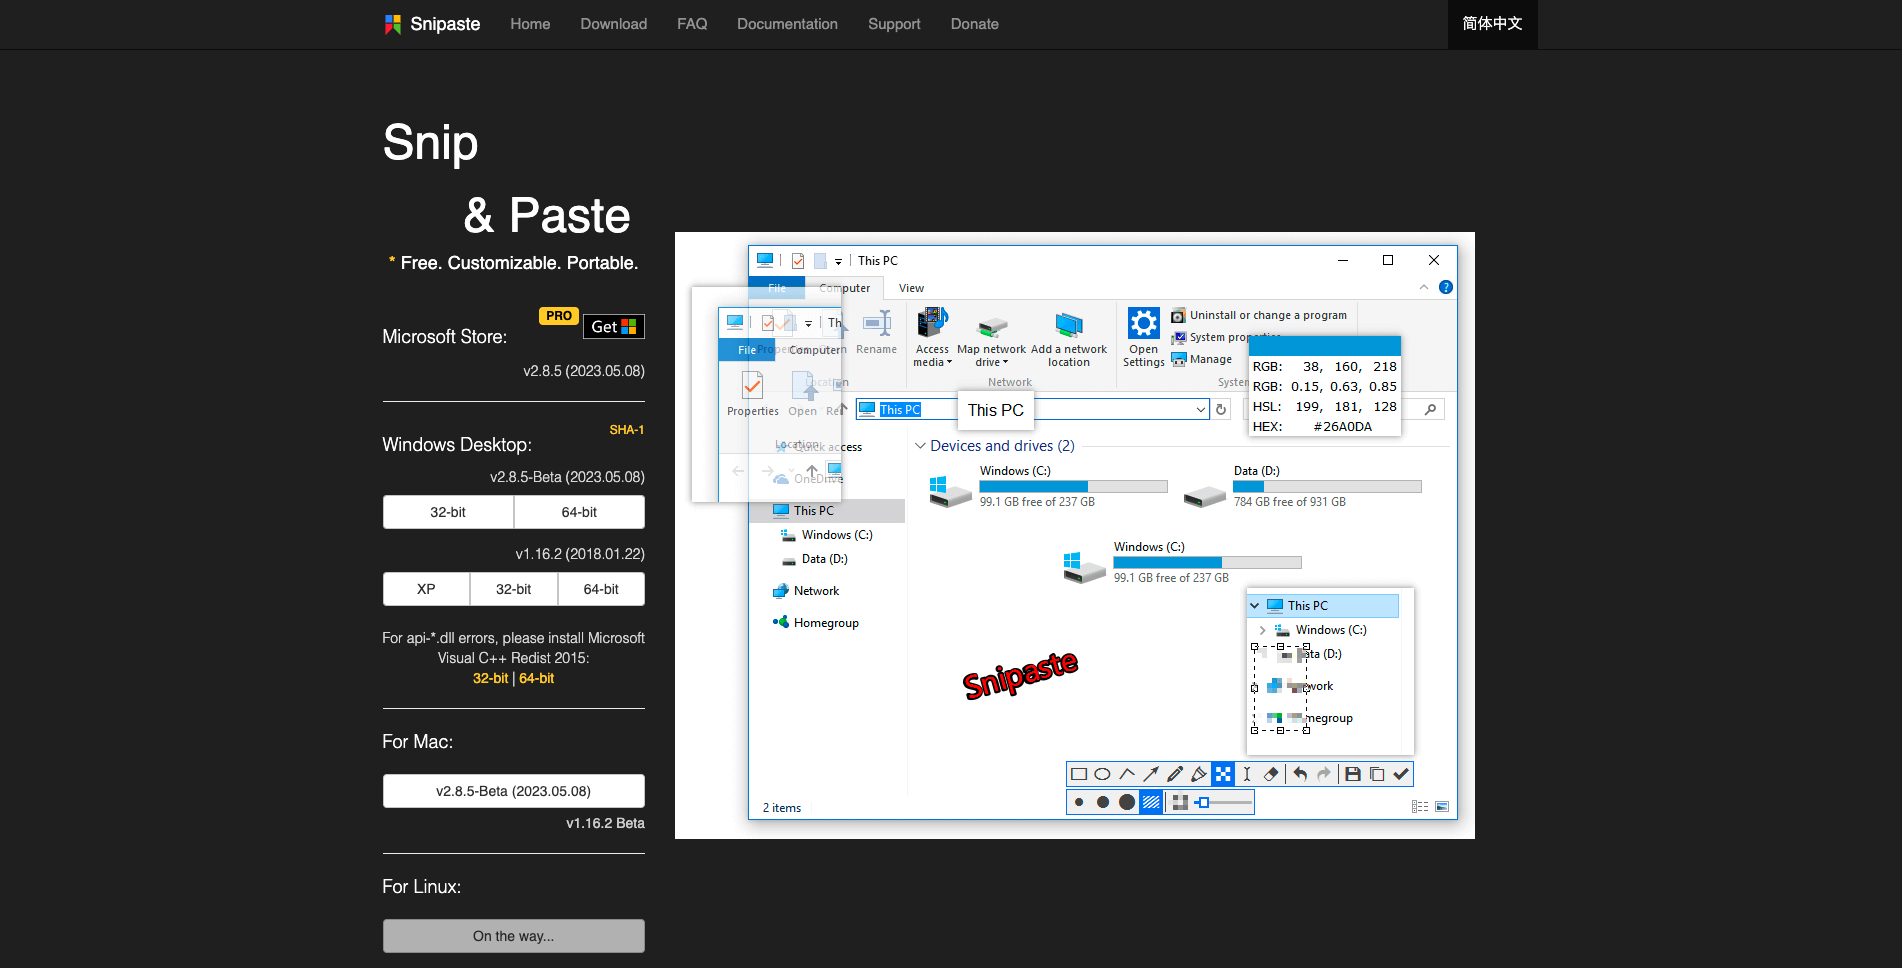 Snipaste Home Download FAQ Documentation Support Donate 简体中文
Snip
& Paste
* Free. Customizable. Portable.
Microsoft Store:
PRO
Get
v2.8.5 (2023.05.08)
Windows Desktop:
SHA-1
v2.8.5-Beta (2023.05.08)
32-bit 64-bit
v1.16.2 (2018.01.22)
XP 32-bit 64-bit
For api-*.dll errors, please install Microsoft
Visual C++ Redist 2015:
32-bit | 64-bit
For Mac:
v2.8.5-Beta (2023.05.08)
v1.16.2 Beta
For Linux:
On the way...
This PC
File Computer View
Rename
Access
media
Map network
drive
Add a network
location
Network
Open
Settings
Uninstall or change a program
System
Manage
File Computer
Properties Open
Location
This PC
This PC
RGB: 38, 160, 218
RGB: 0.15, 0.63, 0.85
HSL: 199, 181, 128
HEX: #26A0DA
Quick access
OneDrive
This PC
Windows (C:)
Data (D:)
Network
Homegroup
Devices and drives (2)
Windows (C:)
99.1 GB free of 237 GB
Data (D:)
784 GB free of 931 GB
Windows (C:)
99.1 GB free of 237 GB
Snipaste
This PC
Windows (C:)
(D:)
2 items